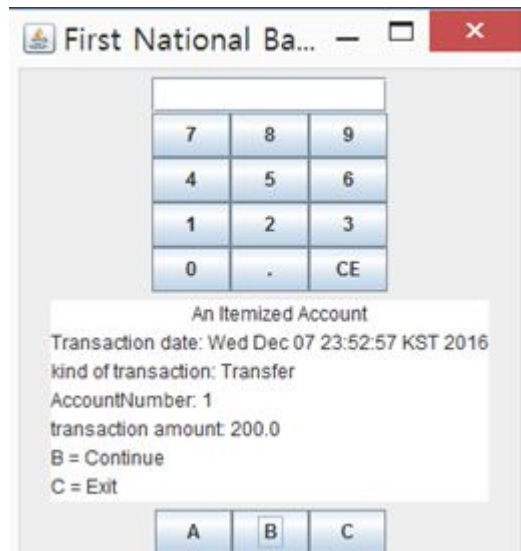 First National Ba...
7 8 9
4 5 6
1 2 3
0 . CE
An Itemized Account
Transaction date: Wed Dec 07 23:52:57 KST 2016
kind of transaction: Transfer
AccountNumber: 1
transaction amount: 200.0
B = Continue
C = Exit
A B C